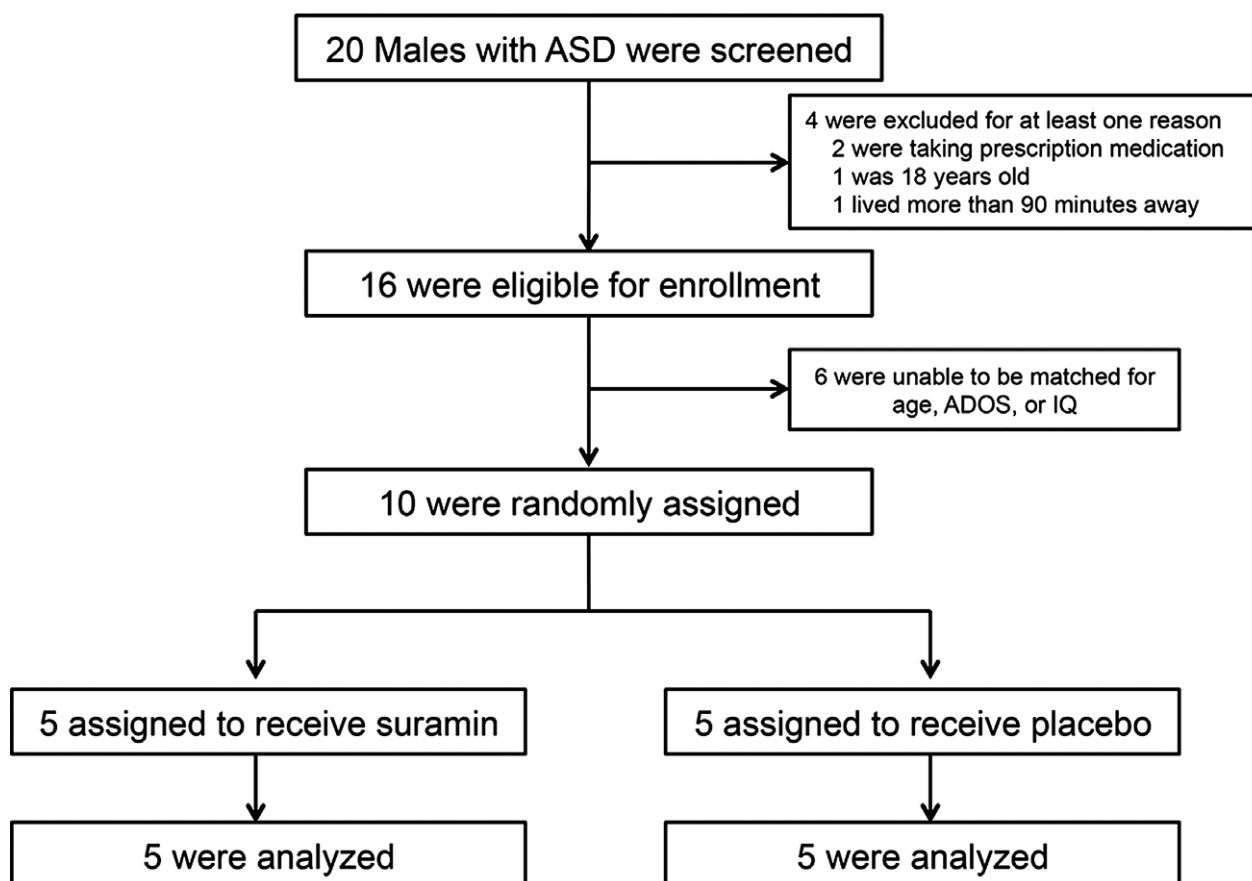 20 Males with ASD were screened
4 were excluded for at least one reason
2 were taking prescription medication
1 was 18 years old
1 lived more than 90 minutes away
16 were eligible for enrollment
6 were unable to be matched for
age, ADOS, or IQ
10 were randomly assigned
5 assigned to receive suramin
5 assigned to receive placebo
5 were analyzed
5 were analyzed